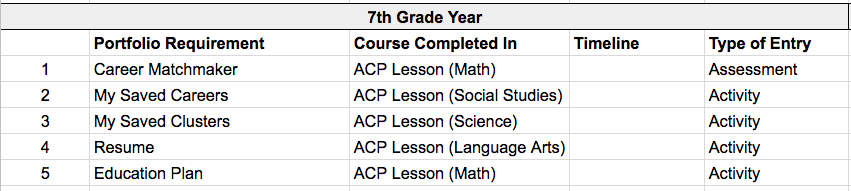 7th Grade Year
Portfolio Requirement Course Completed In Timeline Type of Entry
1 Career Matchmaker ACP Lesson (Math) Assessment
2 My Saved Careers ACP Lesson (Social Studies) Activity
3 My Saved Clusters ACP Lesson (Science) Activity
4 Resume ACP Lesson (Language Arts) Activity
5 Education Plan ACP Lesson (Math) Activity